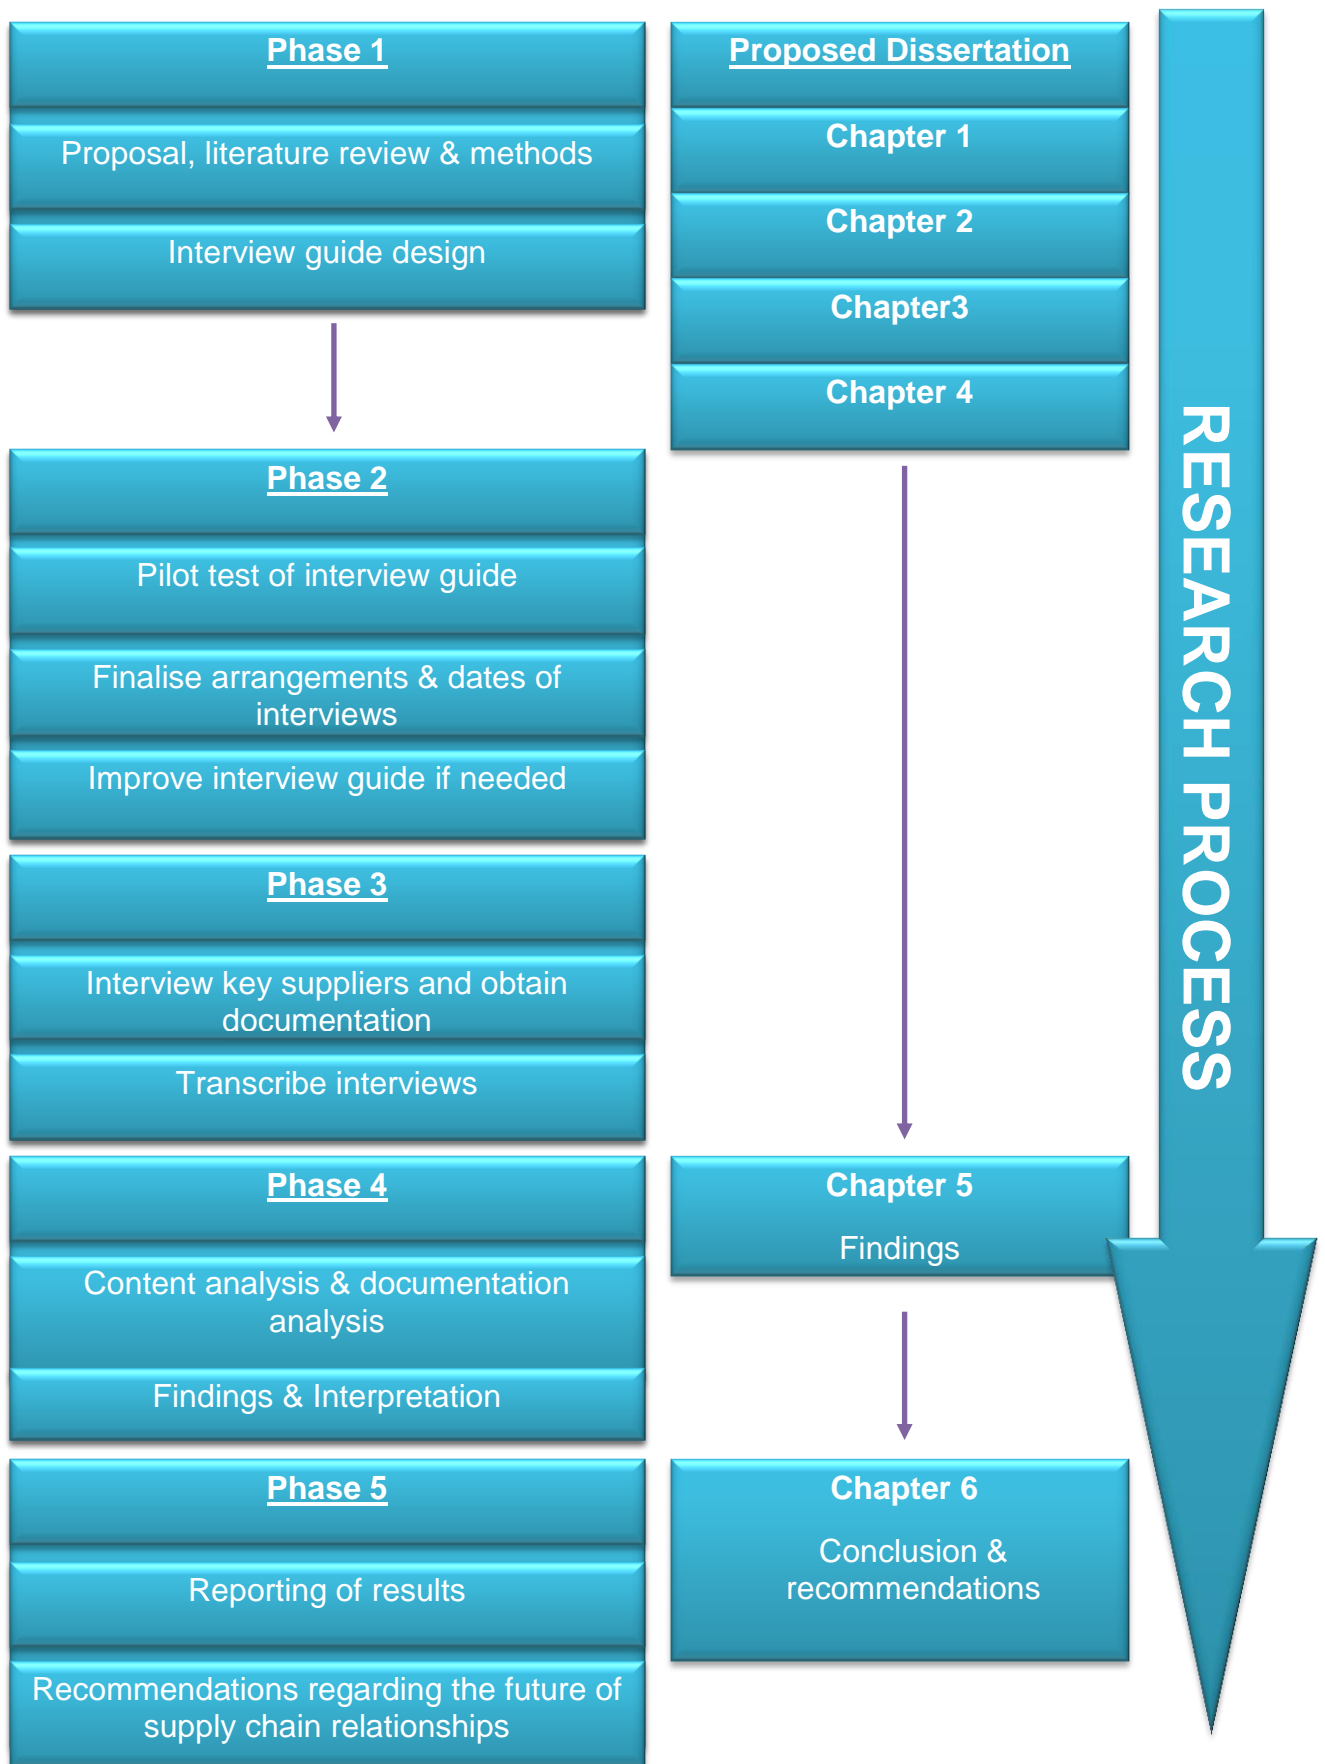 Phase 1
Proposal, literature review & methods
Interview guide design
Phase 2
Pilot test of interview guide
Finalise arrangements & dates of
interviews
Improve interview guide if needed
Phase 3
Interview key suppliers and obtain
documentation
Transcribe interviews
Phase 4
Content analysis & documentation
analysis
Findings & Interpretation
Phase 5
Reporting of results
Recommendations regarding the future of
supply chain relationships
Proposed Dissertation
Chapter 1
Chapter 2
Chapter3
Chapter 4
Chapter 5
Findings
Chapter 6
Conclusion &
recommendations
RESEARCH PROCESS